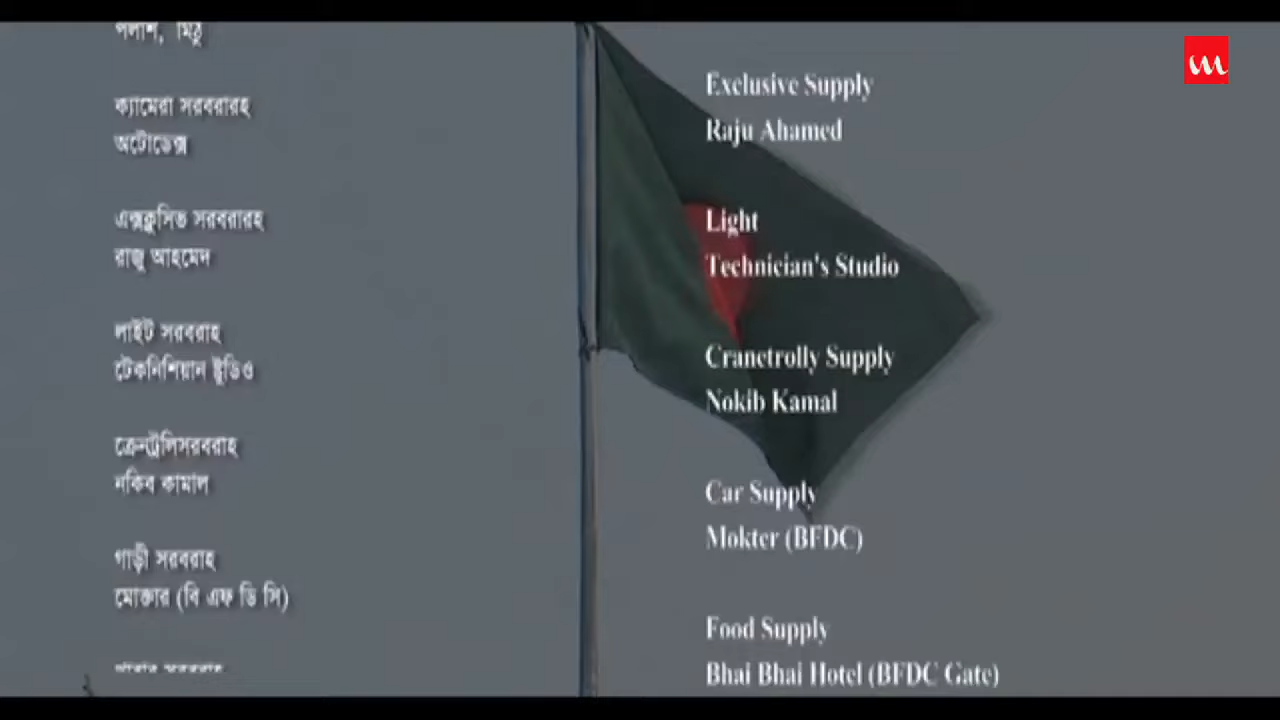 পলাশ, মিঠু
ক্যামেরা সরবরারহ
অটোভেক্স
এক্সক্লুসিভ সরবরারহ
রাজু আহমেদ
লাইট সরবরাহ
টেকনিশিয়ান ষ্টুডিও
ক্রেনট্রলিসরবরাহ
নকিব কামাল
গাড়ী সরবরাহ
মোক্তার (বি এফ ডি সি)
Exclusive Supply
Raju Ahamed
Light
Technician's Studio
Cranetrolly Supply
Nokib Kamal
Car Supply
Mokter (BFDC)
Food Supply
Bhai Bhai Hotel (BFDC Gate)